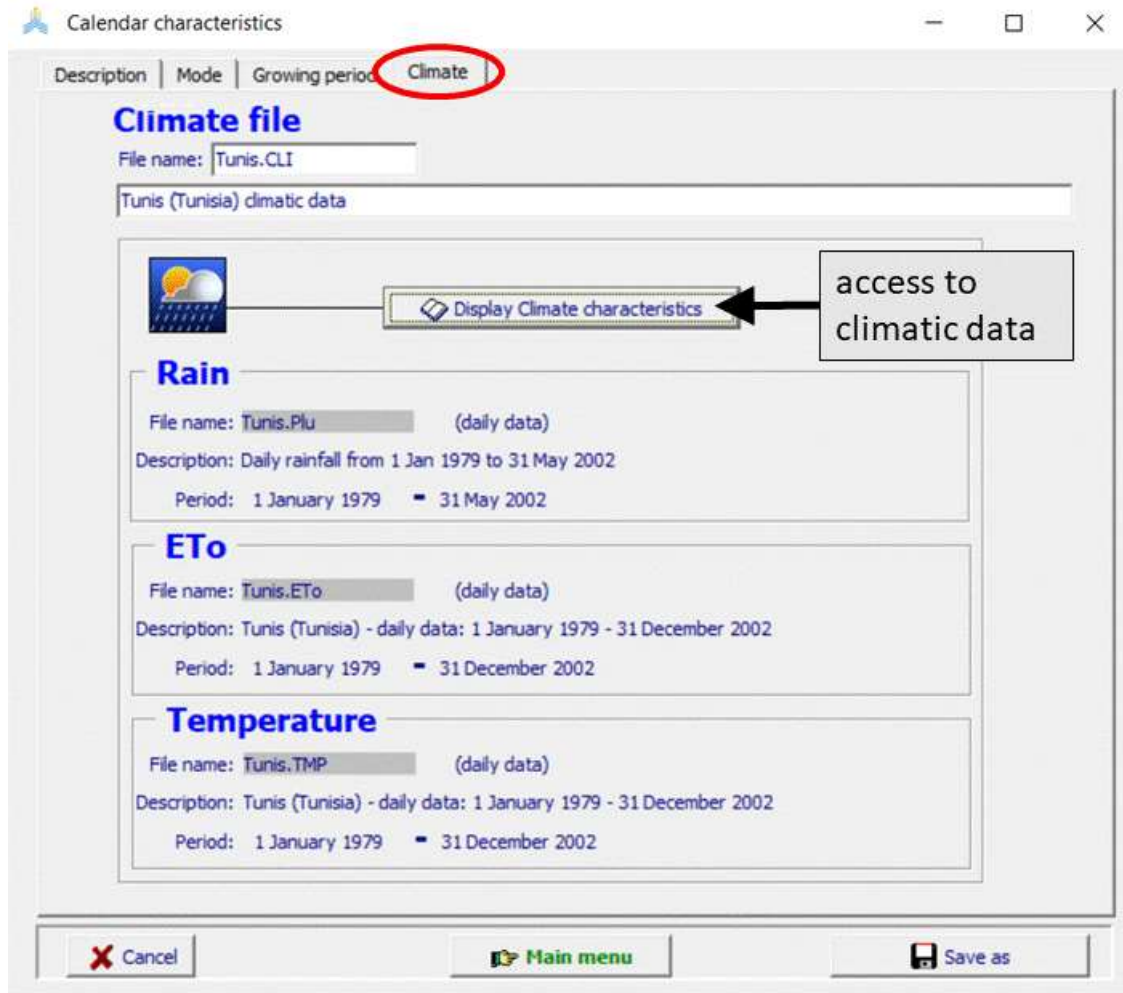 Calendar characteristics
Description Mode Growing period Climate
Climate file
File name: Tunis.CLI
Tunis (Tunisia) climatic data
Display Climate characteristics
access to
climatic data
Rain
File name: Tunis.Plu (daily data)
Description: Daily rainfall from 1 Jan 1979 to 31 May 2002
Period: 1 January 1979 - 31 May 2002
ETo
File name: Tunis.ETo (daily data)
Description: Tunis (Tunisia) - daily data: 1 January 1979 - 31 December 2002
Period: 1 January 1979 - 31 December 2002
Temperature
File name: Tunis.TMP (daily data)
Description: Tunis (Tunisia) - daily data: 1 January 1979 - 31 December 2002
Period: 1 January 1979 - 31 December 2002
Cancel Main menu Save as